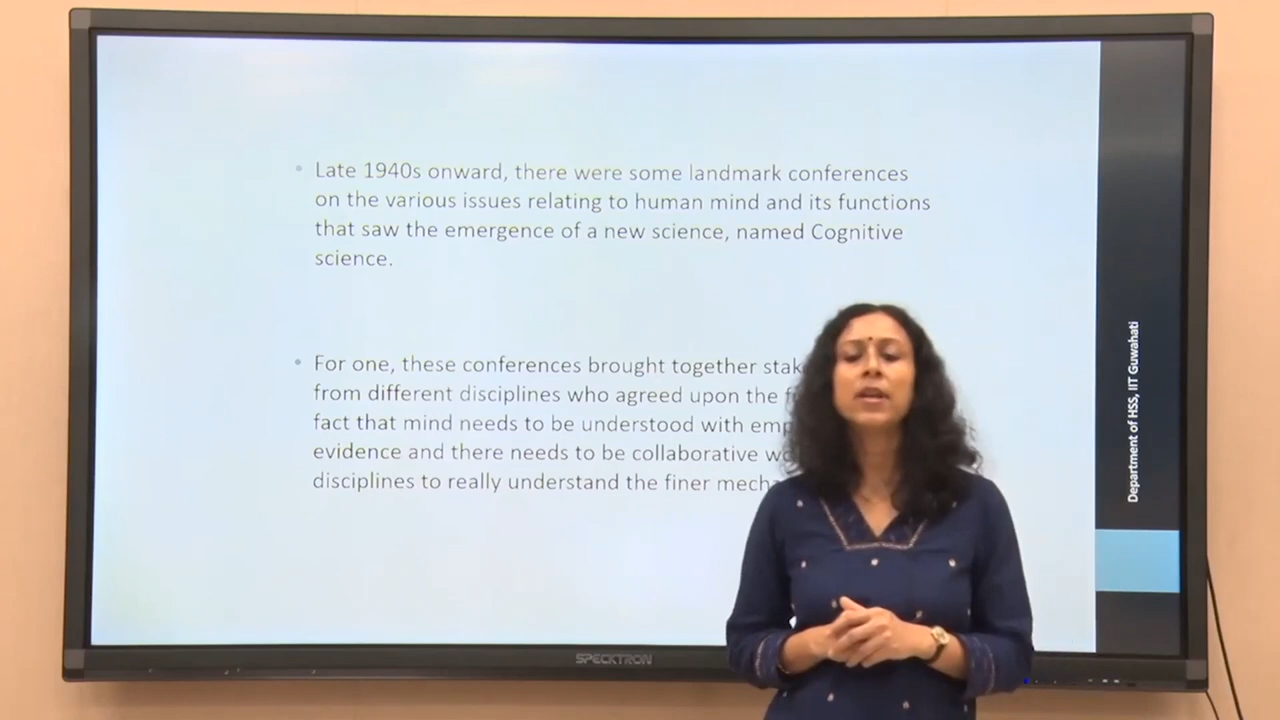 Late 1940s onward, there were some landmark conferences
on the various issues relating to human mind and its functions
that saw the emergence of a new science, named Cognitive
science.
For one, these conferences brought together
from different disciplines who agreed upon the
fact that mind needs to be understood with
evidence and there needs to be collaborative
disciplines to really understand the finer
Department of HSS, IIT Guwahati
SPECKTRON